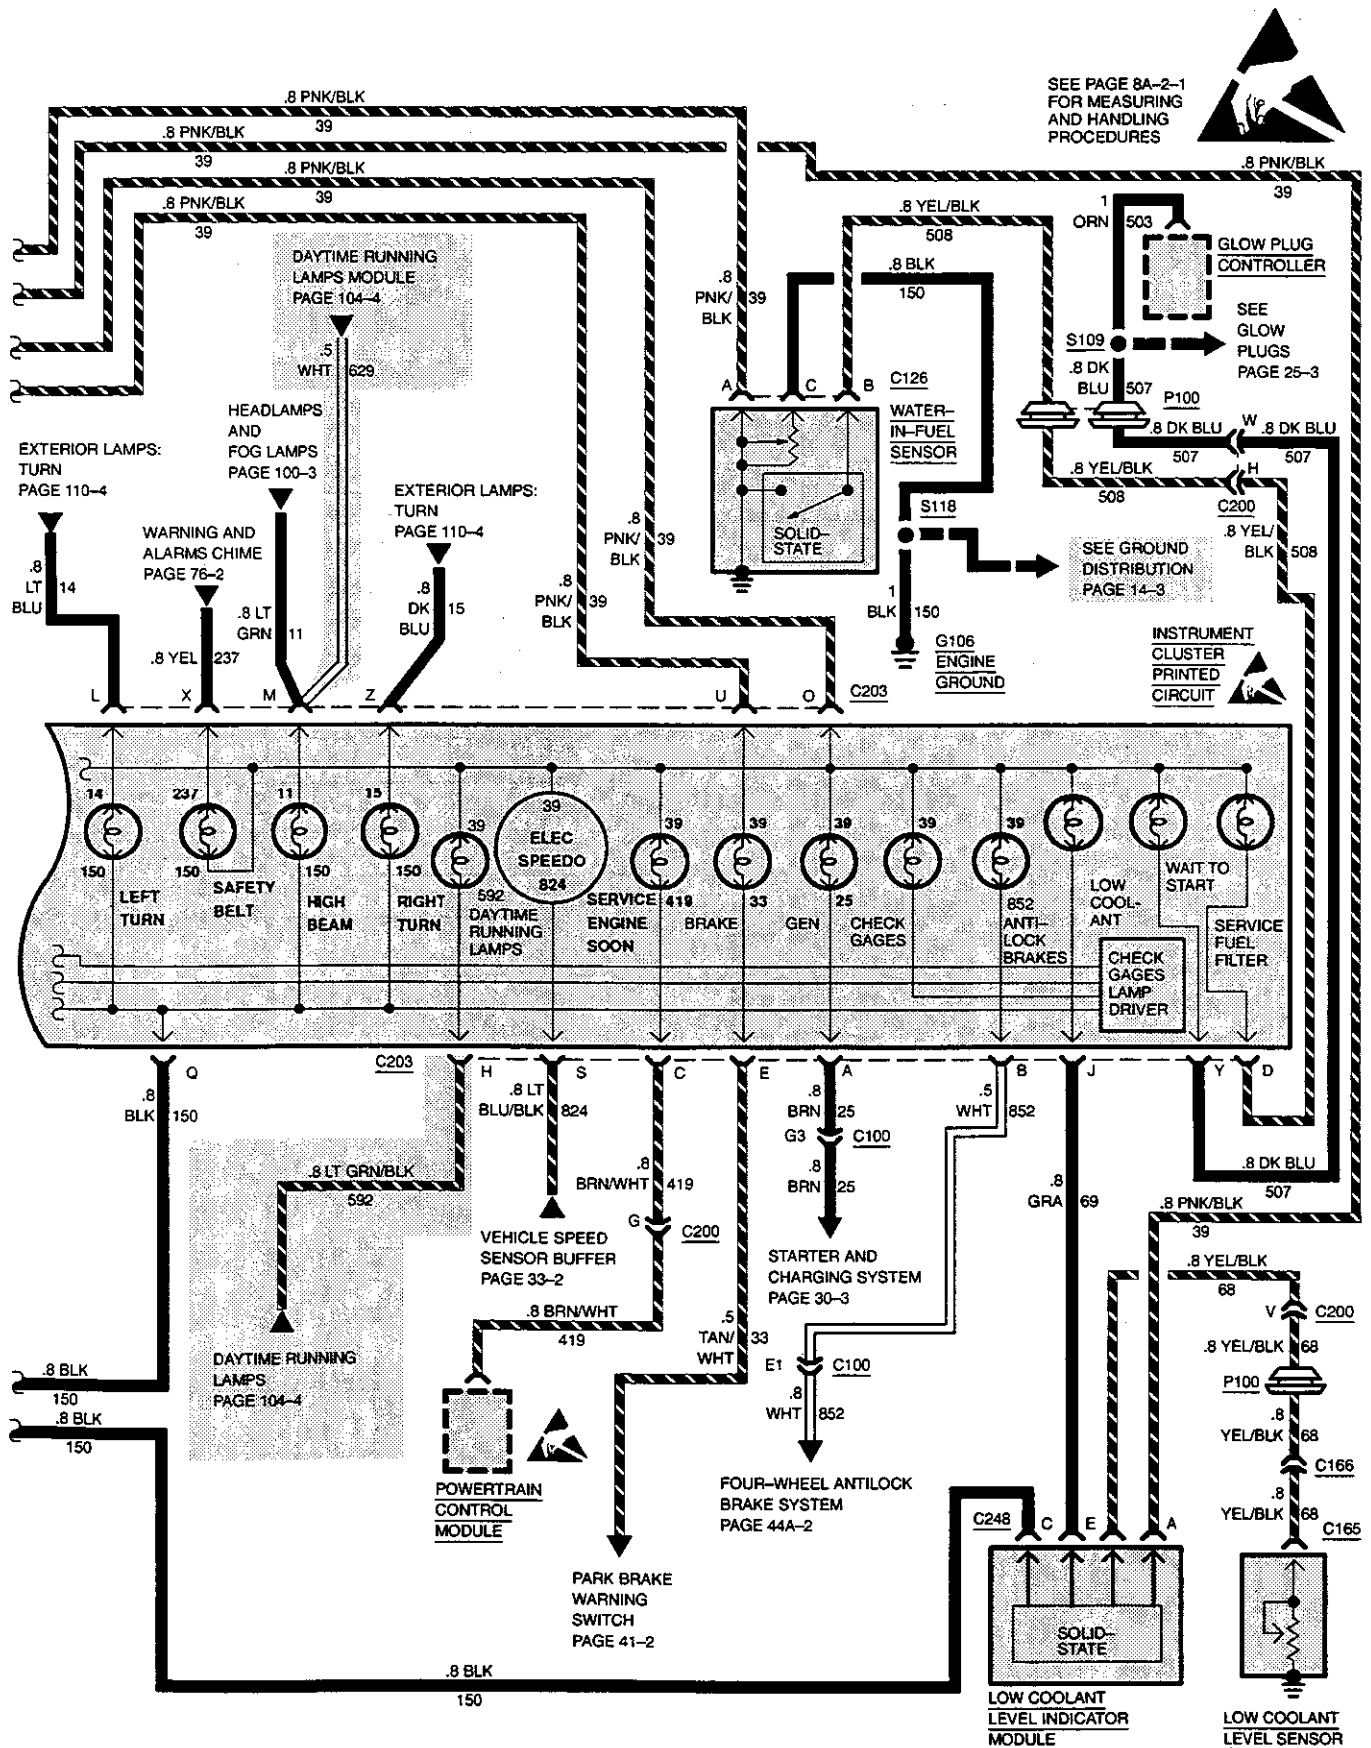 SEE PAGE 8A-2-1
FOR MEASURING
AND HANDLING
PROCEDURES
.8 PNK/BLK
39
.8 PNK/BLK
39
.8 PNK/BLK
39
.8 PNK/BLK
39
.8 PNK/BLK
39
DAYTIME RUNNING
LAMPS MODULE
PAGE 104-4
.5
WHT
629
.8
PNK/
BLK
39
.8 YEL/BLK
508
.8 BLK
150
1
ORN
503
GLOW PLUG
CONTROLLER
S109
SEE
GLOW
PLUGS
PAGE 25-3
.8 DK
BLU
507
P100
A
C
B
C126
WATER-
IN-FUEL
SENSOR
SOLID-
STATE
.8 DK BLU
507
W
.8 DK BLU
507
.8 YEL/BLK
508
H
C200
.8 YEL/
BLK
508
HEADLAMPS
AND
FOG LAMPS
PAGE 100-3
EXTERIOR LAMPS:
TURN
PAGE 110-4
WARNING AND
ALARMS CHIME
PAGE 76-2
EXTERIOR LAMPS:
TURN
PAGE 110-4
S118
SEE GROUND
DISTRIBUTION
PAGE 14-3
1
BLK
150
G106
ENGINE
GROUND
.8
LT
BLU
14
.8 YEL
237
.8 LT
GRN
11
.8
DK
BLU
15
.8
PNK/
BLK
39
.8
PNK/
BLK
39
INSTRUMENT
CLUSTER
PRINTED
CIRCUIT
L
X
M
Z
U
O
C203
14
150
LEFT
TURN
237
150
SAFETY
BELT
11
150
HIGH
BEAM
15
150
RIGHT
TURN
39
592
DAYTIME
RUNNING
LAMPS
39
ELEC
SPEEDO
824
39
419
SERVICE
ENGINE
SOON
39
33
BRAKE
39
25
GEN
39
CHECK
GAGES
39
852
ANTI-
LOCK
BRAKES
LOW
COOL-
ANT
WAIT TO
START
SERVICE
FUEL
FILTER
CHECK
GAGES
LAMP
DRIVER
Q
C203
H
S
C
E
A
B
J
Y
D
.8
BLK
150
.8 LT
BLU/BLK
824
.8
BRN
25
G3
C100
.8
BRN
25
.5
WHT
852
.8 LT GRN/BLK
592
.8
BRN/WHT
419
G
C200
.8
GRA
69
.8 DK BLU
507
.8 PNK/BLK
39
VEHICLE SPEED
SENSOR BUFFER
PAGE 33-2
STARTER AND
CHARGING SYSTEM
PAGE 30-3
.8 YEL/BLK
68
V
C200
.8 YEL/BLK
68
P100
.8
YEL/BLK
68
C166
.8
YEL/BLK
68
C165
.8 BRN/WHT
419
.5
TAN/
WHT
33
E1
C100
.8
WHT
852
DAYTIME RUNNING
LAMPS
PAGE 104-4
.8 BLK
150
.8 BLK
150
POWERTRAIN
CONTROL
MODULE
FOUR-WHEEL ANTILOCK
BRAKE SYSTEM
PAGE 44A-2
PARK BRAKE
WARNING
SWITCH
PAGE 41-2
C248
C
E
A
SOLID-
STATE
.8 BLK
150
LOW COOLANT
LEVEL INDICATOR
MODULE
LOW COOLANT
LEVEL SENSOR